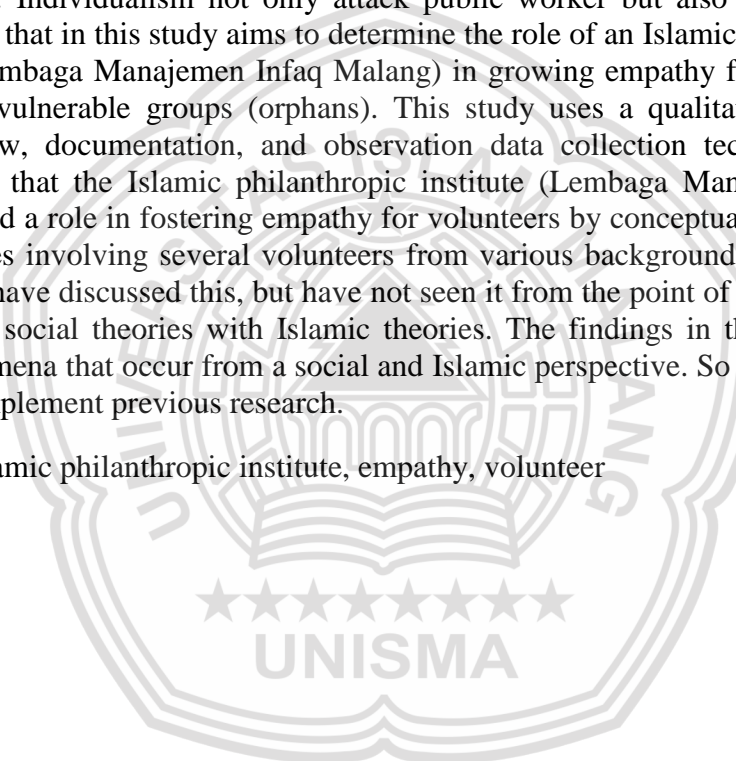 . Individualism not only attack public worker but also
that in this study aims to determine the role of an Islamic
mbaga Manajemen Infaq Malang) in growing empathy f
vulnerable groups (orphans). This study uses a qualitat
w, documentation, and observation data collection tec
that the Islamic philanthropic institute (Lembaga Man
d a role in fostering empathy for volunteers by conceptua
es involving several volunteers from various background
have discussed this, but have not seen it from the point of
social theories with Islamic theories. The findings in th
mena that occur from a social and Islamic perspective. So
plement previous research.
amic philanthropic institute, empathy, volunteer
UNIVERSITAS ISLAM MALANG
UNISMA